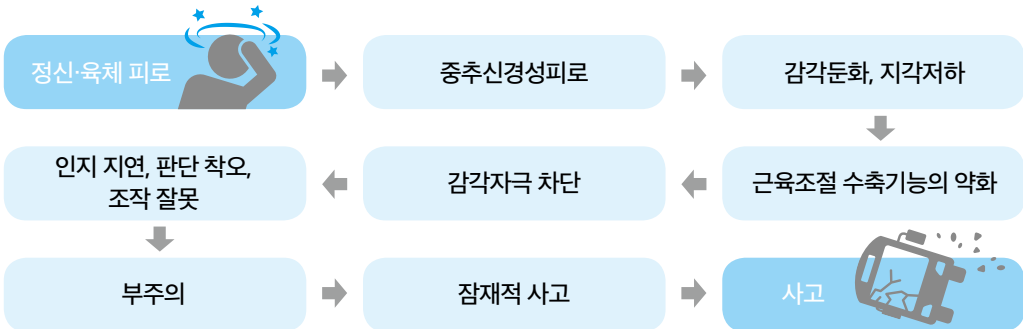 정신·육체 피로
중추신경성피로
감각둔화, 지각저하
근육조절 수축기능의 약화
감각자극 차단
인지 지연, 판단 착오,
조작 잘못
부주의
잠재적 사고
사고